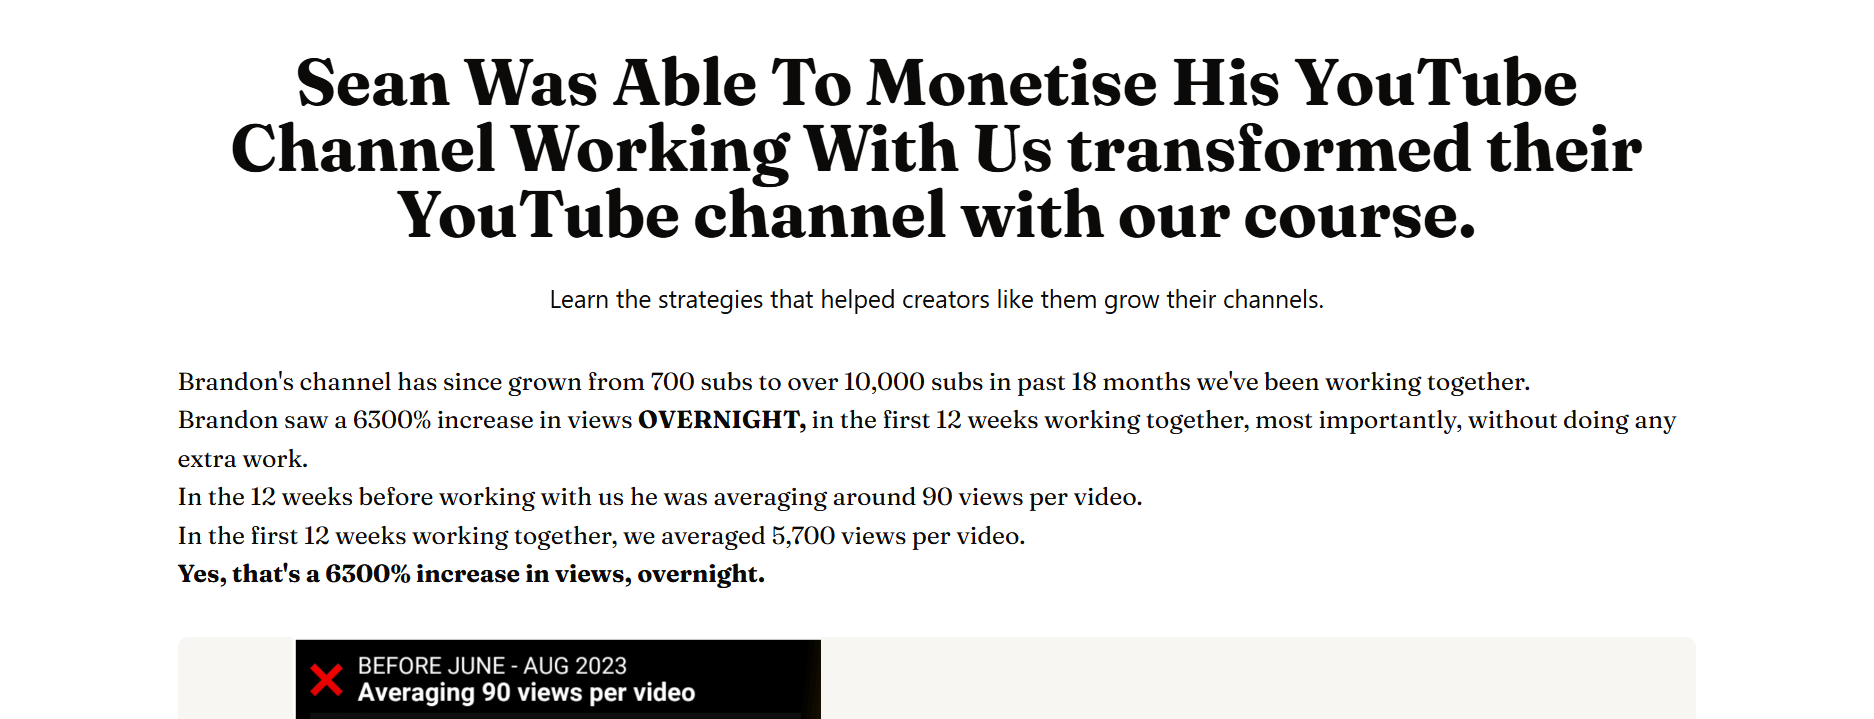 Sean Was Able To Monetise His YouTube
Channel Working With Us transformed their
YouTube channel with our course.
Learn the strategies that helped creators like them grow their channels.
Brandon's channel has since grown from 700 subs to over 10,000 subs in past 18 months we've been working together.
Brandon saw a 6300% increase in views OVERNIGHT, in the first 12 weeks working together, most importantly, without doing any
extra work.
In the 12 weeks before working with us he was averaging around 90 views per video.
In the first 12 weeks working together, we averaged 5,700 views per video.
Yes, that's a 6300% increase in views, overnight.
BEFORE JUNE - AUG 2023
Averaging 90 views per video